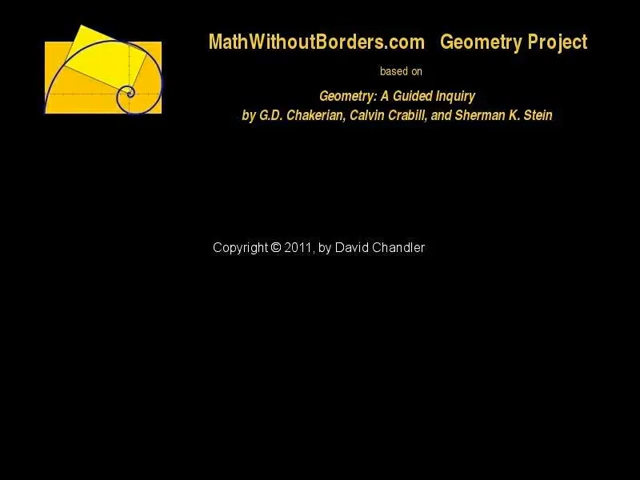 MathWithoutBorders.com Geometry Project
based on
Geometry: A Guided Inquiry
by G.D. Chakerian, Calvin Crabill, and Sherman K. Stein
Copyright © 2011, by David Chandler